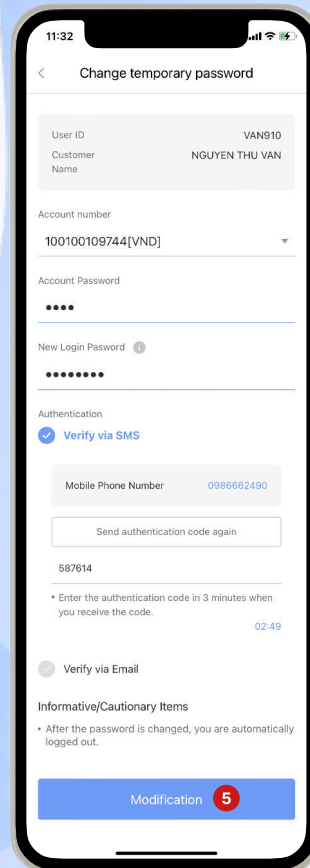 11:32
Change temporary password
User ID VAN910
Customer Name NGUYEN THU VAN
Account number
100100109744[VND]
Account Password
••••
New Login Pasword i
••••••••
Authentication
Verify via SMS
Mobile Phone Number 0986662490
Send authentication code again
587614
• Enter the authentication code in 3 minutes when
you receive the code.
02:49
Verify via Email
Informative/Cautionary Items
• After the password is changed, you are automatically
logged out.
Modification 5